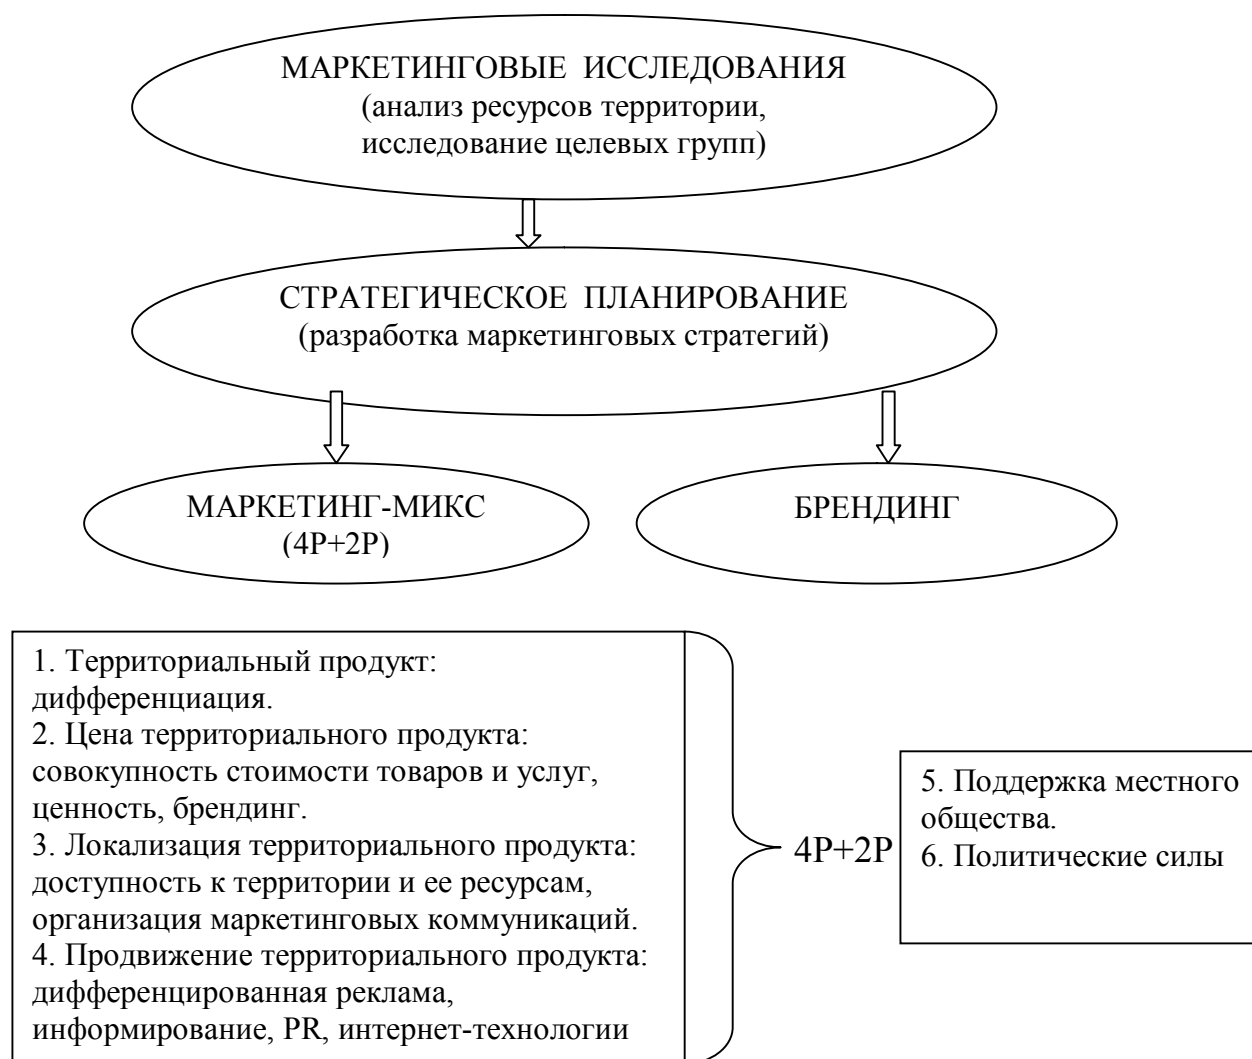 МАРКЕТИНГОВЫЕ ИССЛЕДОВАНИЯ
(анализ ресурсов территории,
исследование целевых групп)
СТРАТЕГИЧЕСКОЕ ПЛАНИРОВАНИЕ
(разработка маркетинговых стратегий)
МАРКЕТИНГ-МИКС
(4P+2P)
БРЕНДИНГ
1. Территориальный продукт:
дифференциация.
2. Цена территориального продукта:
совокупность стоимости товаров и услуг,
ценность, брендинг.
3. Локализация территориального продукта:
доступность к территории и ее ресурсам,
организация маркетинговых коммуникаций.
4. Продвижение территориального продукта:
дифференцированная реклама,
информирование, PR, интернет-технологии
4P+2P
5. Поддержка местного
общества.
6. Политические силы